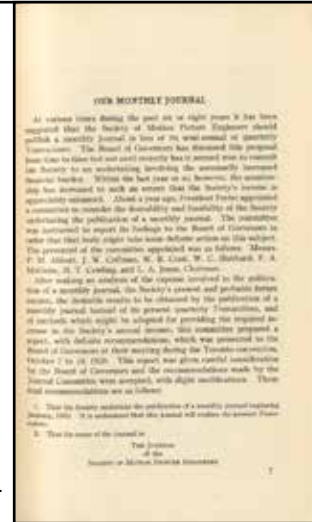 OUR MONTHLY JOURNAL
At various times during the past six or eight years it has been
suggested that the Society of Motion Picture Engineers should
publish a monthly Journal in lieu of its semi-annual or quarterly
Transactions. The Board of Governors has discussed this proposal
from time to time but not until recently has it seemed wise to commit
the Society to an undertaking involving the necessarily increased
financial burden. Within the last year or so, however, the member-
ship has increased to such an extent that the Society's income is
appreciably enhanced. About a year ago, President Porter appointed
a committee to consider the desirability and feasibility of the Society
undertaking the publication of a monthly journal. The committee
was instructed to report its findings to the Board of Governors in
order that that body might take some definite action on this subject.
The personnel of the committee appointed was as follows: Messrs.
J. W. Coffman, W. B. Cook, W. C. Hubbard,
H. T. Cowling, and L. A. Jones, Chairman.
After making an analysis of the expense involved in the publica-
tion of a monthly journal, the Society's present and probable future
income, the desirable results to be obtained by the publication of a
monthly journal instead of its present quarterly Transactions, and
of methods which might be adopted for providing the required in-
crease in the Society's annual income, this committee prepared a
report, with definite recommendations, which was presented to the
Board of Governors at their meeting during the Toronto convention,
October 7 to 10, 1929. This report was given careful consideration
by the Board of Governors and the recommendations made by the
Journal Committee were accepted, with slight modifications. These
final recommendations are as follows:
That the Society undertake the publication of a monthly journal beginning
January, 1930. It is understood that this journal will replace the present Trans-
actions.
That the name of the journal is
The Journal
of the
Society of Motion Picture Engineers
7